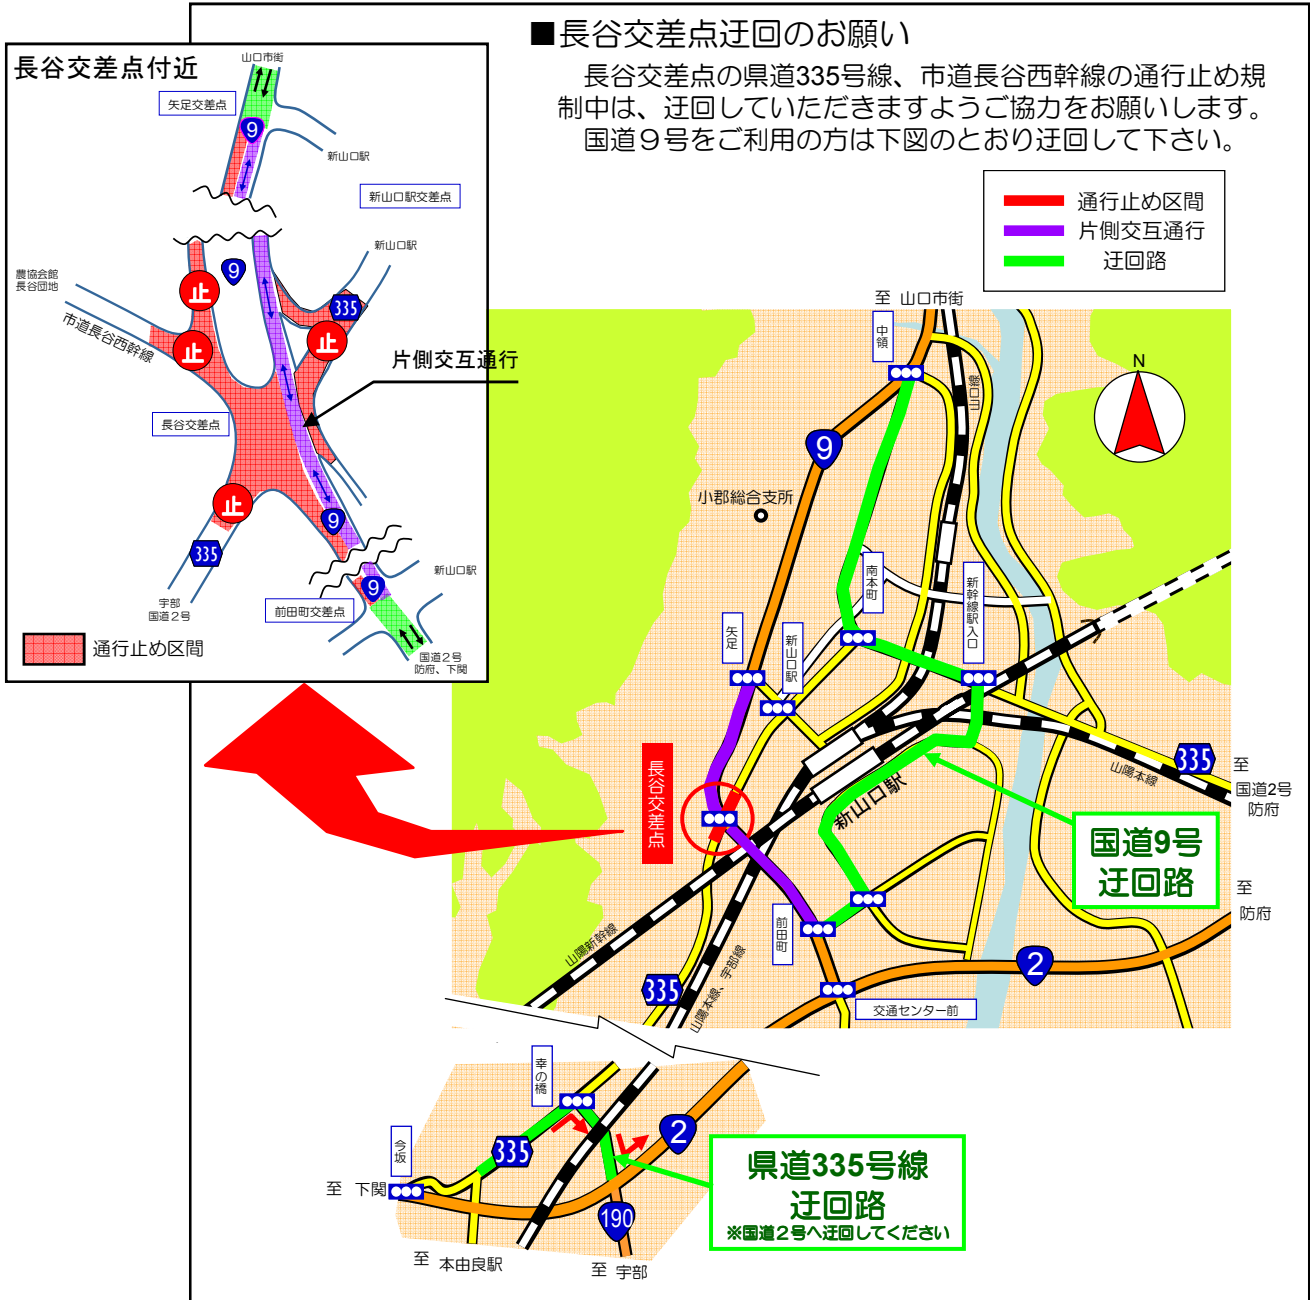 ■長谷交差点迂回のお願い
長谷交差点の県道335号線、市道長谷西幹線の通行止め規
制中は、迂回していただきますようご協力をお願いします。
国道９号をご利用の方は下図のとおり迂回して下さい。
長谷交差点付近
山口市街
矢足交差点
9
新山口駅
新山口駅交差点
新山口駅
農協会館
長谷団地
9
止
335
市道長谷西幹線
止
止
片側交互通行
長谷交差点
止
9
335
宇部
国道２号
新山口駅
9
前田町交差点
国道２号
防府、下関
通行止め区間
通行止め区間
片側交互通行
迂回路
至 山口市街
中領
山口線
N
9
小郡総合支所
南本町
新幹線駅入口
矢足
新山口駅
長谷交差点
新山口駅
335
至
国道2号
防府
山陽本線
国道9号
迂回路
至
防府
前田町
山陽新幹線
山陽本線、宇部線
335
2
交通センター前
幸の橋
今坂
335
2
至 下関
190
県道335号線
迂回路
※国道２号へ迂回してください
至 本由良駅
至 宇部